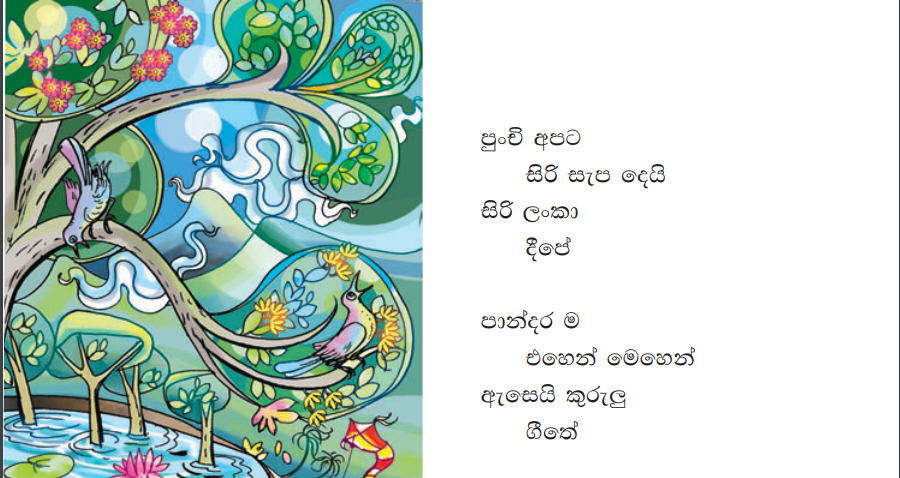 පුංචි අපට
සිරි සැප දෙයි
සිරි ලංකා
දීපේ
පාන්දර ම
එහෙන් මෙහෙන්
ඇසෙයි කුරුලු
ගීතේ